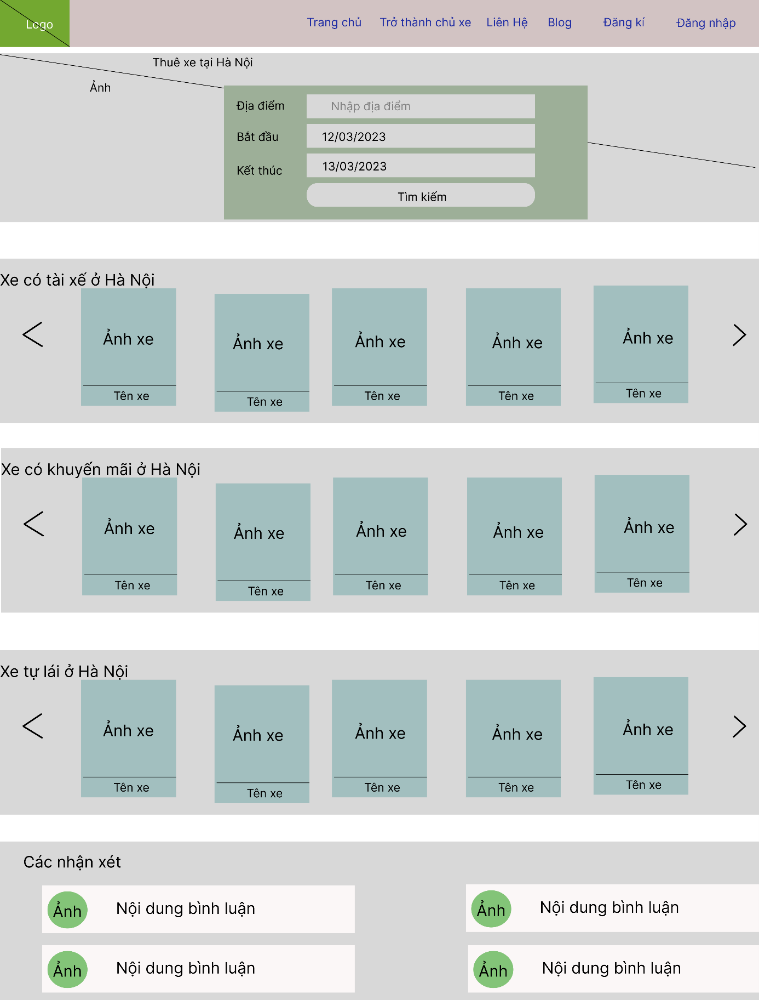 Logo
Trang chủ
Trở thành chủ xe
Liên Hệ
Blog
Đăng kí
Đăng nhập
Thuê xe tại Hà Nội
Ảnh
Địa điểm
Nhập địa điểm
Bắt đầu
12/03/2023
Kết thúc
13/03/2023
Tìm kiếm
Xe có tài xế ở Hà Nội
Ảnh xe
Ảnh xe
Ảnh xe
Ảnh xe
Ảnh xe
Tên xe
Tên xe
Tên xe
Tên xe
Tên xe
Xe có khuyến mãi ở Hà Nội
Ảnh xe
Ảnh xe
Ảnh xe
Ảnh xe
Ảnh xe
Tên xe
Tên xe
Tên xe
Tên xe
Tên xe
Xe tự lái ở Hà Nội
Ảnh xe
Ảnh xe
Ảnh xe
Ảnh xe
Ảnh xe
Tên xe
Tên xe
Tên xe
Tên xe
Tên xe
Các nhận xét
Ảnh
Nội dung bình luận
Ảnh
Nội dung bình luận
Ảnh
Nội dung bình luận
Ảnh
Nội dung bình luận